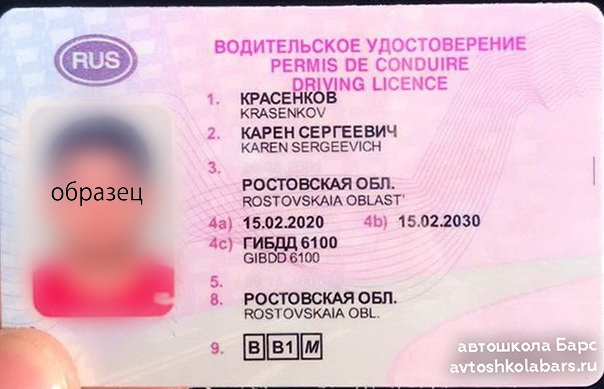 RUS
ВОДИТЕЛЬСКОЕ УДОСТОВЕРЕНИЕ
PERMIS DE CONDUIRE
DRIVING LICENCE
1. КРАСЕНКОВ
KRASENKOV
2. КАРЕН СЕРГЕЕВИЧ
KAREN SERGEEVICH
3.
РОСТОВСКАЯ ОБЛ.
ROSTOVSKAIA OBLAST'
4a) 15.02.2020 4b) 15.02.2030
4c) ГИБДД 6100
GIBDD 6100
5.
8. РОСТОВСКАЯ ОБЛ.
ROSTOVSKAIA OBL.
9. B B1 M
образец
автошкола Барс
avtoshkolabars.ru